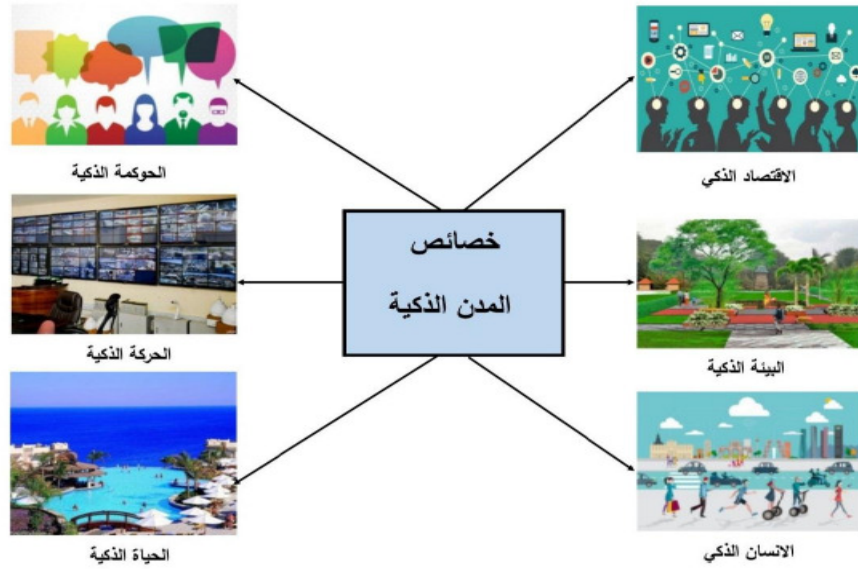 الحوكمة الذكية
الاقتصاد الذكي
خصائص
المدن الذكية
الحركة الذكية
البيئة الذكية
الحياة الذكية
الانسان الذكي